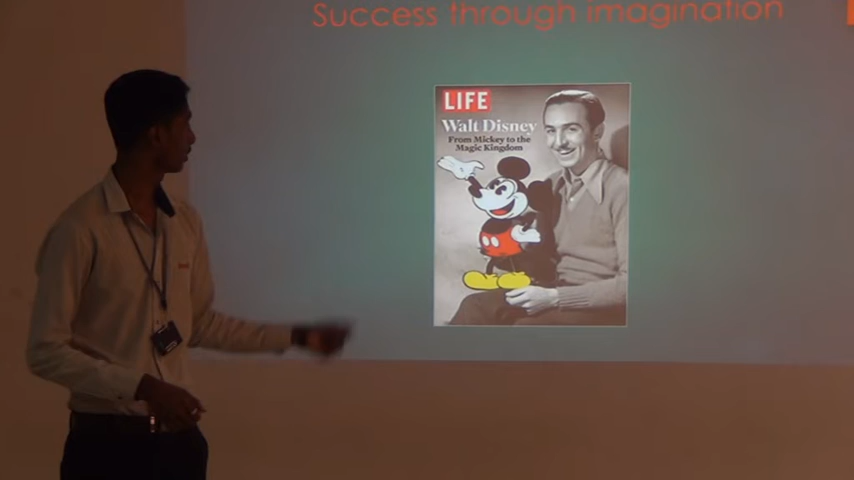 Success through imagination
LIFE
Walt Disney
From Mickey to the
Magic Kingdom